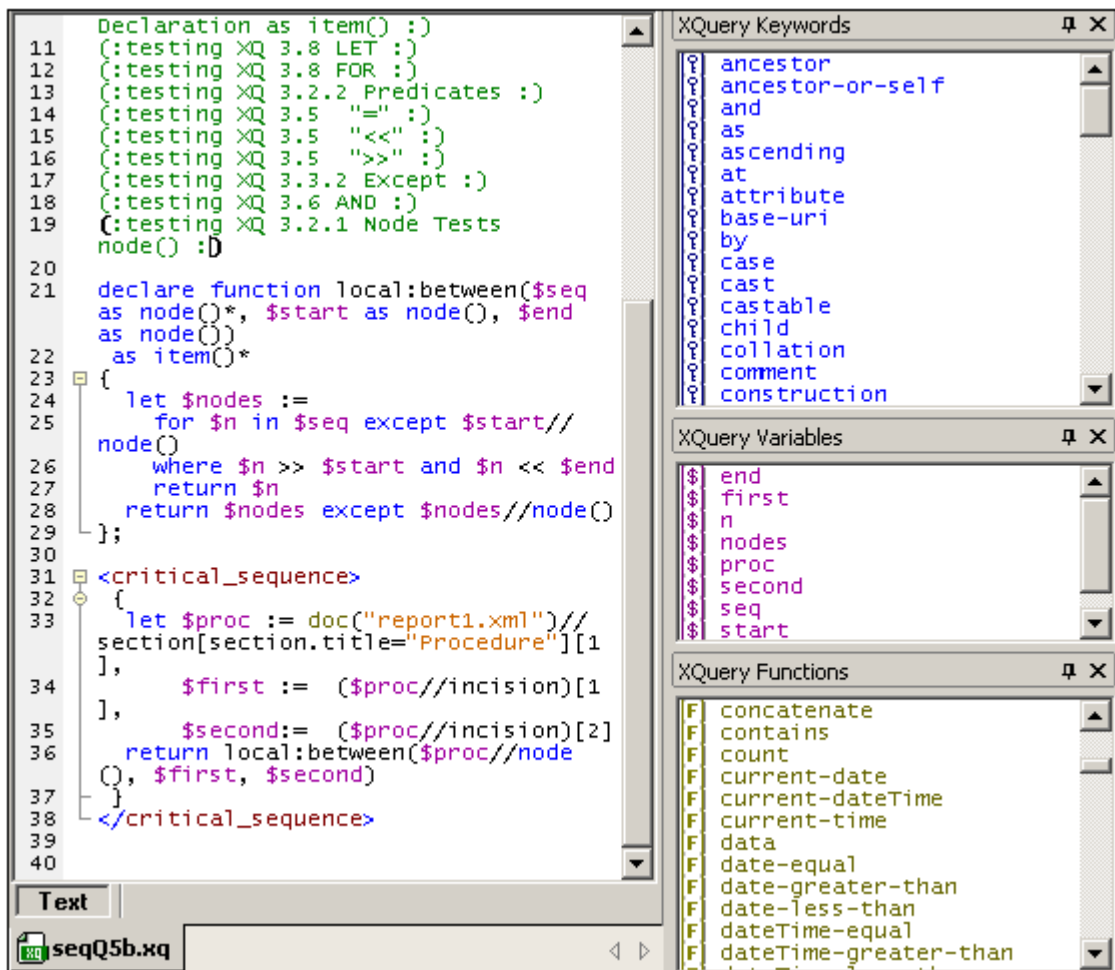 Declaration as item() :)
11 (:testing XQ 3.8 LET :)
12 (:testing XQ 3.8 FOR :)
13 (:testing XQ 3.2.2 Predicates :)
14 (:testing XQ 3.5  "=" :)
15 (:testing XQ 3.5  "<<" :)
16 (:testing XQ 3.5  ">>" :)
17 (:testing XQ 3.3.2 Except :)
18 (:testing XQ 3.6 AND :)
19 (:testing XQ 3.2.1 Node Tests
node() :)
20
21 declare function local:between($seq
as node()*, $start as node(), $end
as node())
22  as item()*
23 {
24   let $nodes :=
25     for $n in $seq except $start//
node()
26     where $n >> $start and $n << $end
27     return $n
28   return $nodes except $nodes//node()
29 };
30
31 <critical_sequence>
32  {
33   let $proc := doc("report1.xml")//
section[section.title="Procedure"][1
],
34       $first :=  ($proc//incision)[1
],
35       $second:=  ($proc//incision)[2]
36   return local:between($proc//node
(), $first, $second)
37  }
38 </critical_sequence>
39
40
Text
seqQ5b.xq
XQuery Keywords
ancestor
ancestor-or-self
and
as
ascending
at
attribute
base-uri
by
case
cast
castable
child
collation
comment
construction
XQuery Variables
$ end
$ first
$ n
$ nodes
$ proc
$ second
$ seq
$ start
XQuery Functions
F concatenate
F contains
F count
F current-date
F current-dateTime
F current-time
F data
F date-equal
F date-greater-than
F date-less-than
F dateTime-equal
F dateTime-greater-than